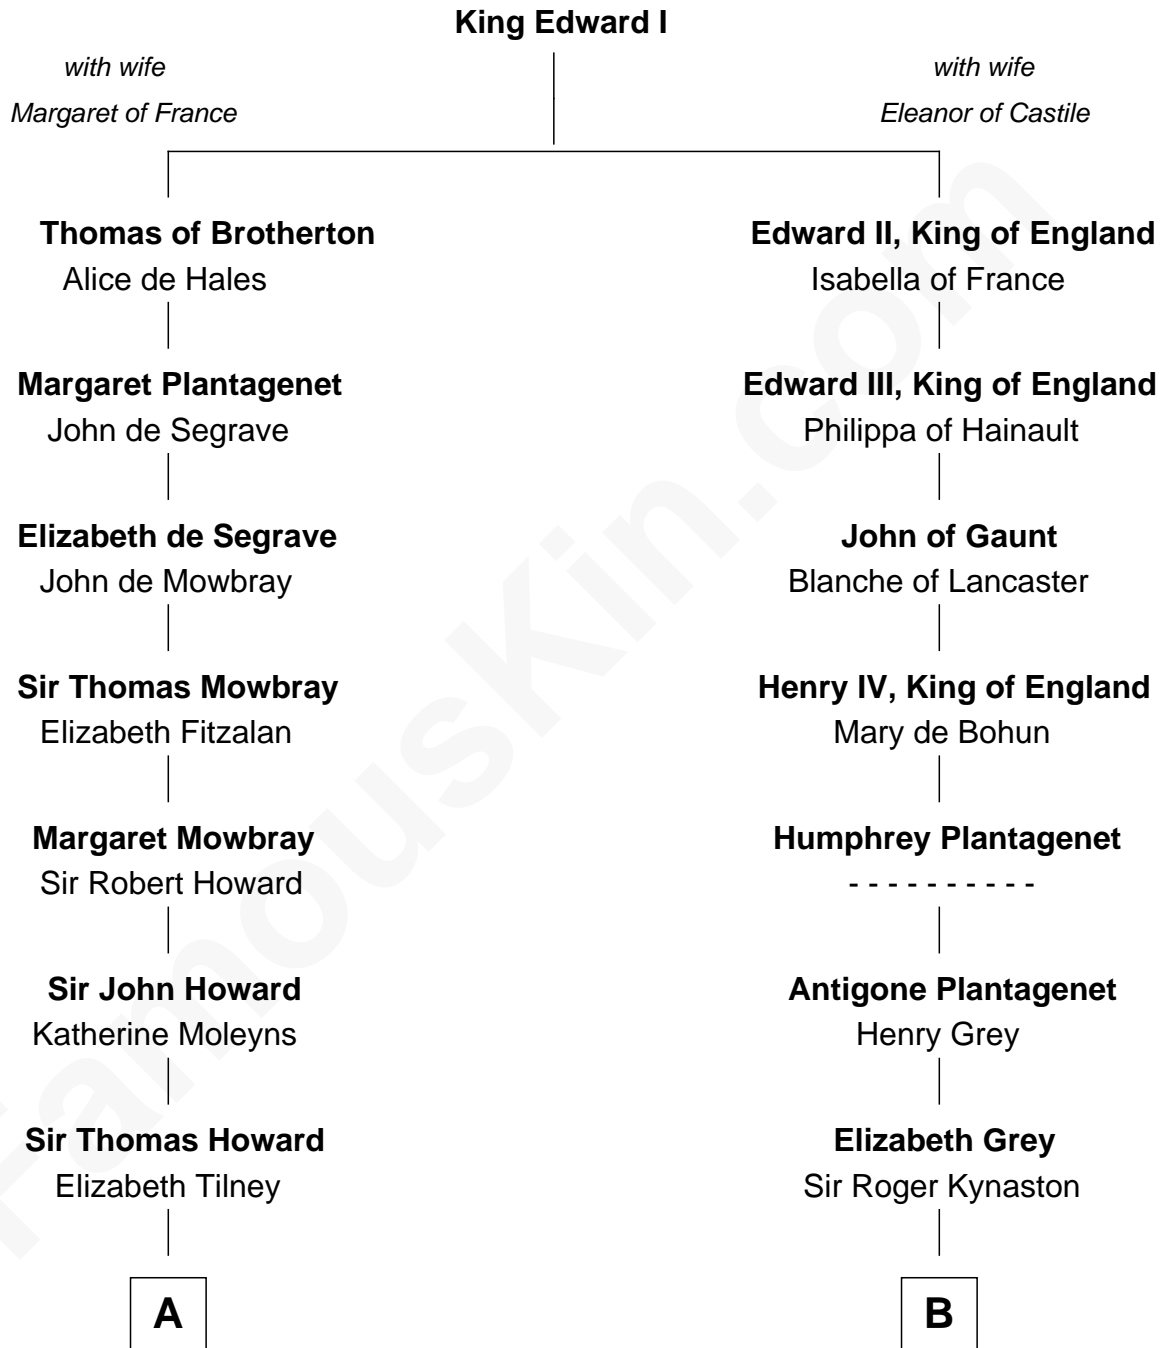 King Edward I
with wife
Margaret of France
with wife
Eleanor of Castile
Thomas of Brotherton
Alice de Hales
Edward II, King of England
Isabella of France
Margaret Plantagenet
John de Segrave
Edward III, King of England
Philippa of Hainault
Elizabeth de Segrave
John de Mowbray
John of Gaunt
Blanche of Lancaster
Sir Thomas Mowbray
Elizabeth Fitzalan
Henry IV, King of England
Mary de Bohun
Margaret Mowbray
Sir Robert Howard
Humphrey Plantagenet
- - - - - - - - - -
Sir John Howard
Katherine Moleyns
Antigone Plantagenet
Henry Grey
Sir Thomas Howard
Elizabeth Tilney
Elizabeth Grey
Sir Roger Kynaston
A
B
FamousKin.com